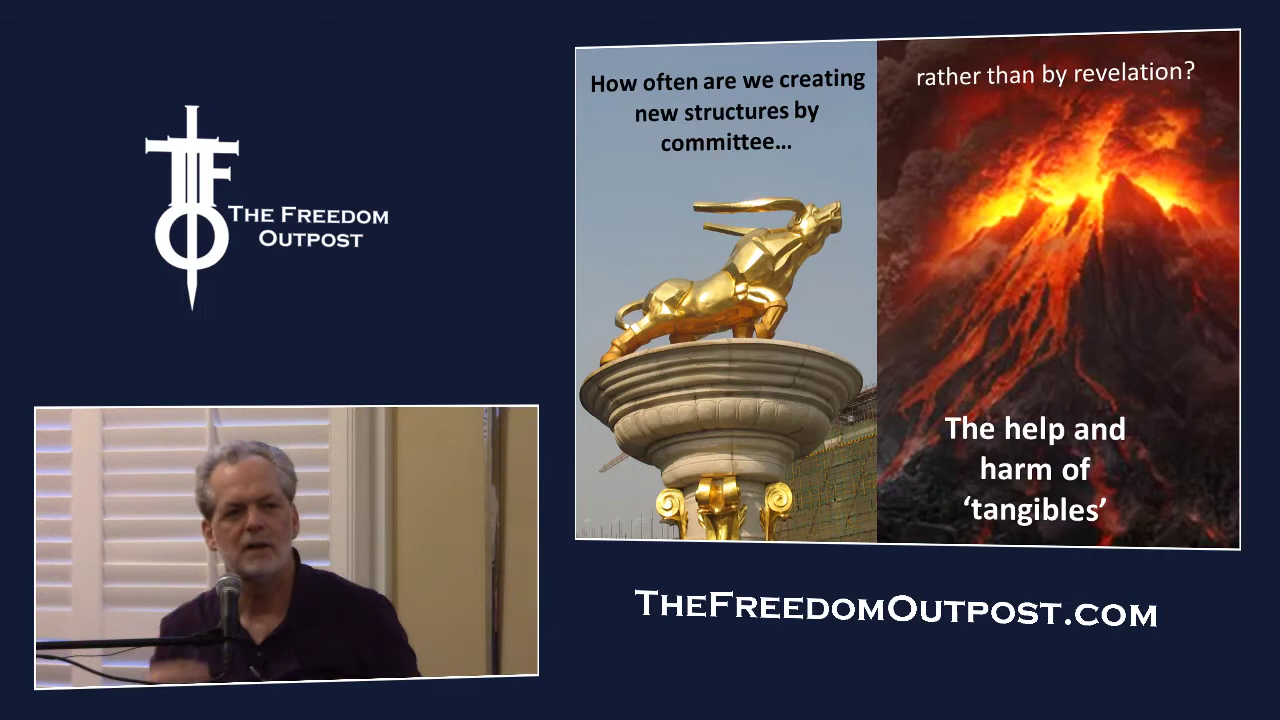 THE FREEDOM
OUTPOST
How often are we creating
new structures by
committee…
rather than by revelation?
The help and
harm of
‘tangibles’
THEFREEDOMOUTPOST.COM